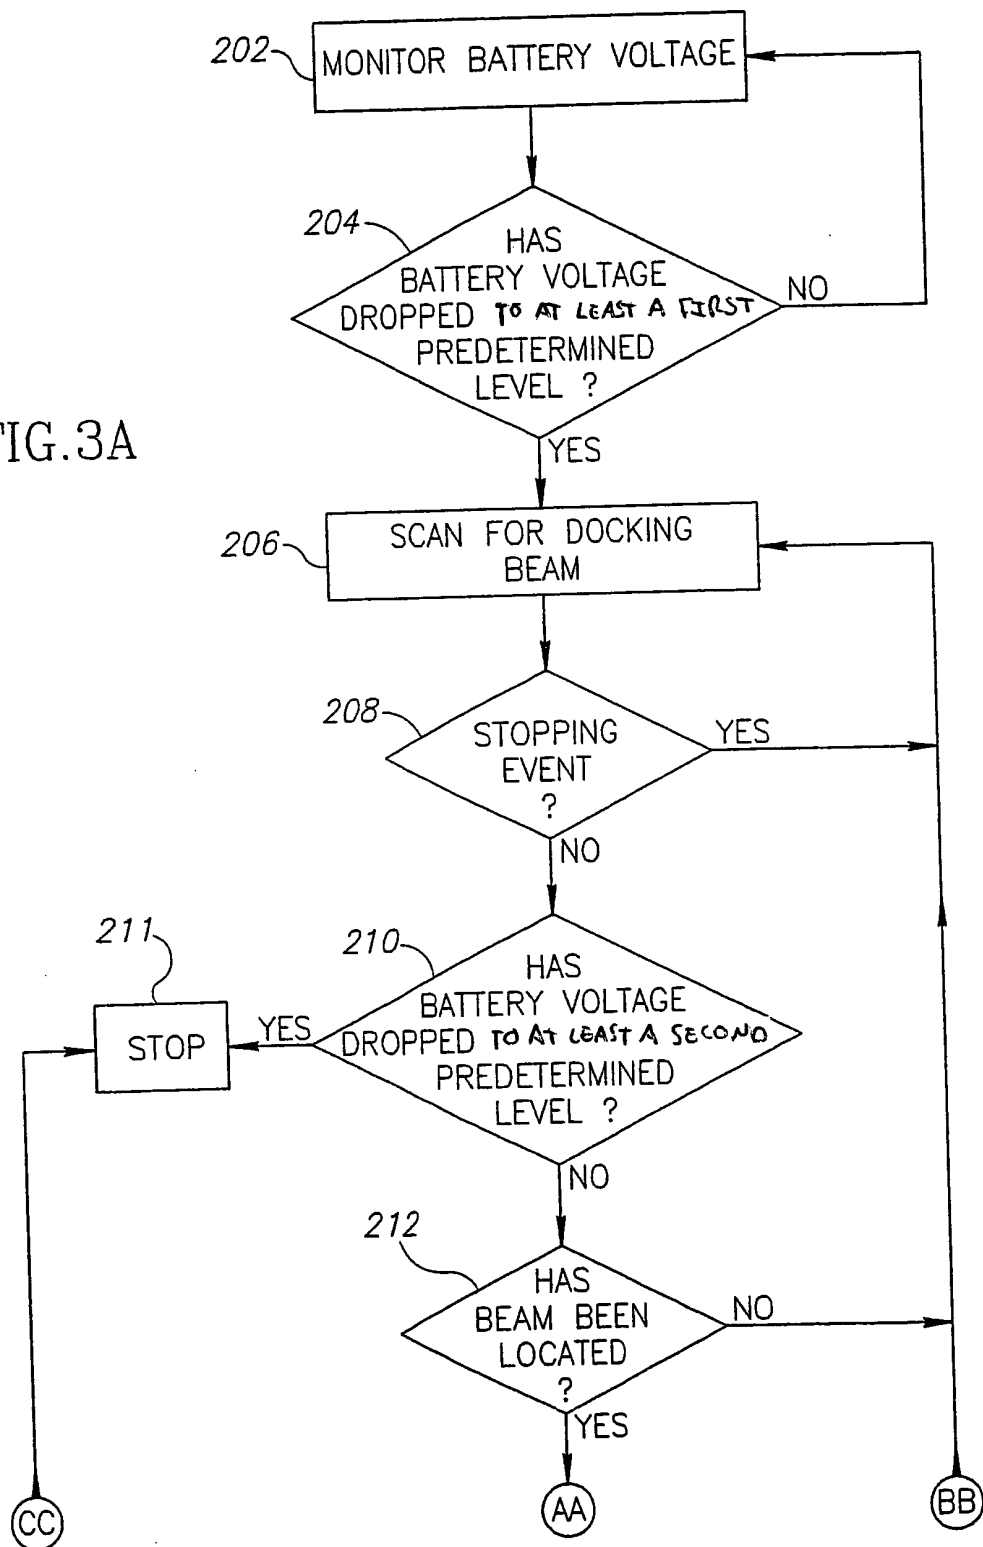 202
MONITOR BATTERY VOLTAGE
204
HAS
BATTERY VOLTAGE
DROPPED TO AT LEAST A FIRST
PREDETERMINED
LEVEL ?
NO
YES
FIG.3A
206
SCAN FOR DOCKING
BEAM
208
STOPPING
EVENT
?
YES
NO
211
STOP
YES
210
HAS
BATTERY VOLTAGE
DROPPED TO AT LEAST A SECOND
PREDETERMINED
LEVEL ?
NO
212
HAS
BEAM BEEN
LOCATED
?
NO
YES
CC
AA
BB